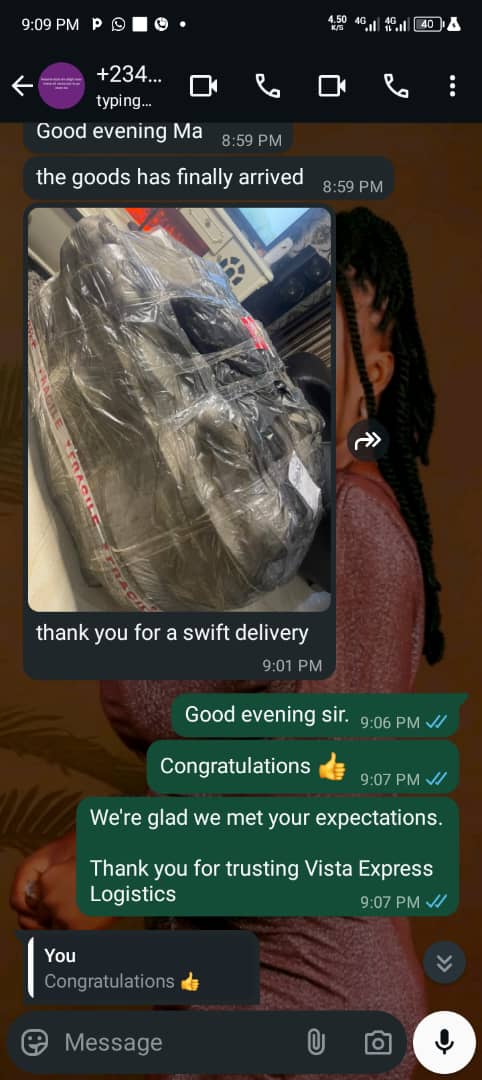 9:09 PM
4.50 K/S 4G 4G 40
+234...
typing...
Good evening Ma 8:59 PM
the goods has finally arrived 8:59 PM
FRAGILE
FRAGILE
thank you for a swift delivery
9:01 PM
Good evening sir. 9:06 PM
Congratulations 👍 9:07 PM
We're glad we met your expectations.
Thank you for trusting Vista Express
Logistics 9:07 PM
You
Congratulations 👍
Message